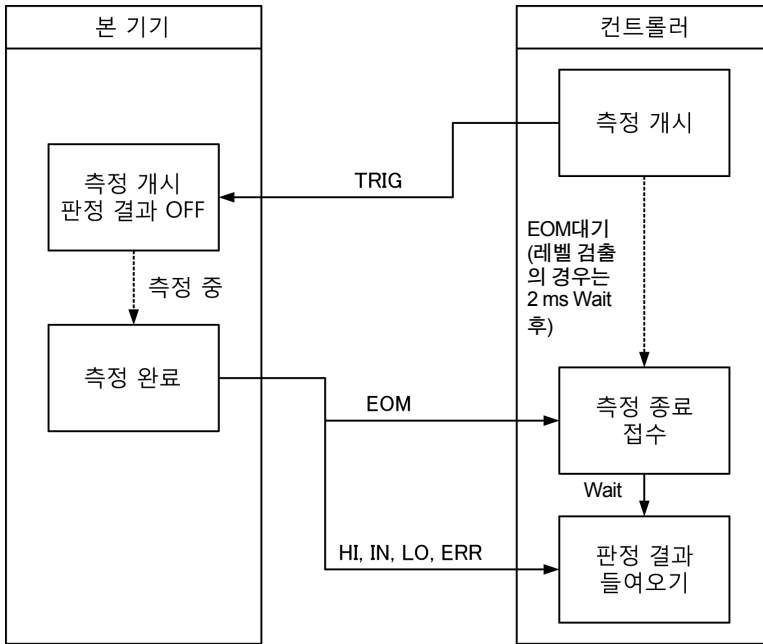 본 기기
컨트롤러
측정 개시
TRIG
측정 개시
판정 결과 OFF
EOM대기
(레벨 검출
의 경우는
2 ms Wait
후)
측정 중
측정 완료
EOM
측정 종료
접수
Wait
HI, IN, LO, ERR
판정 결과
들여오기